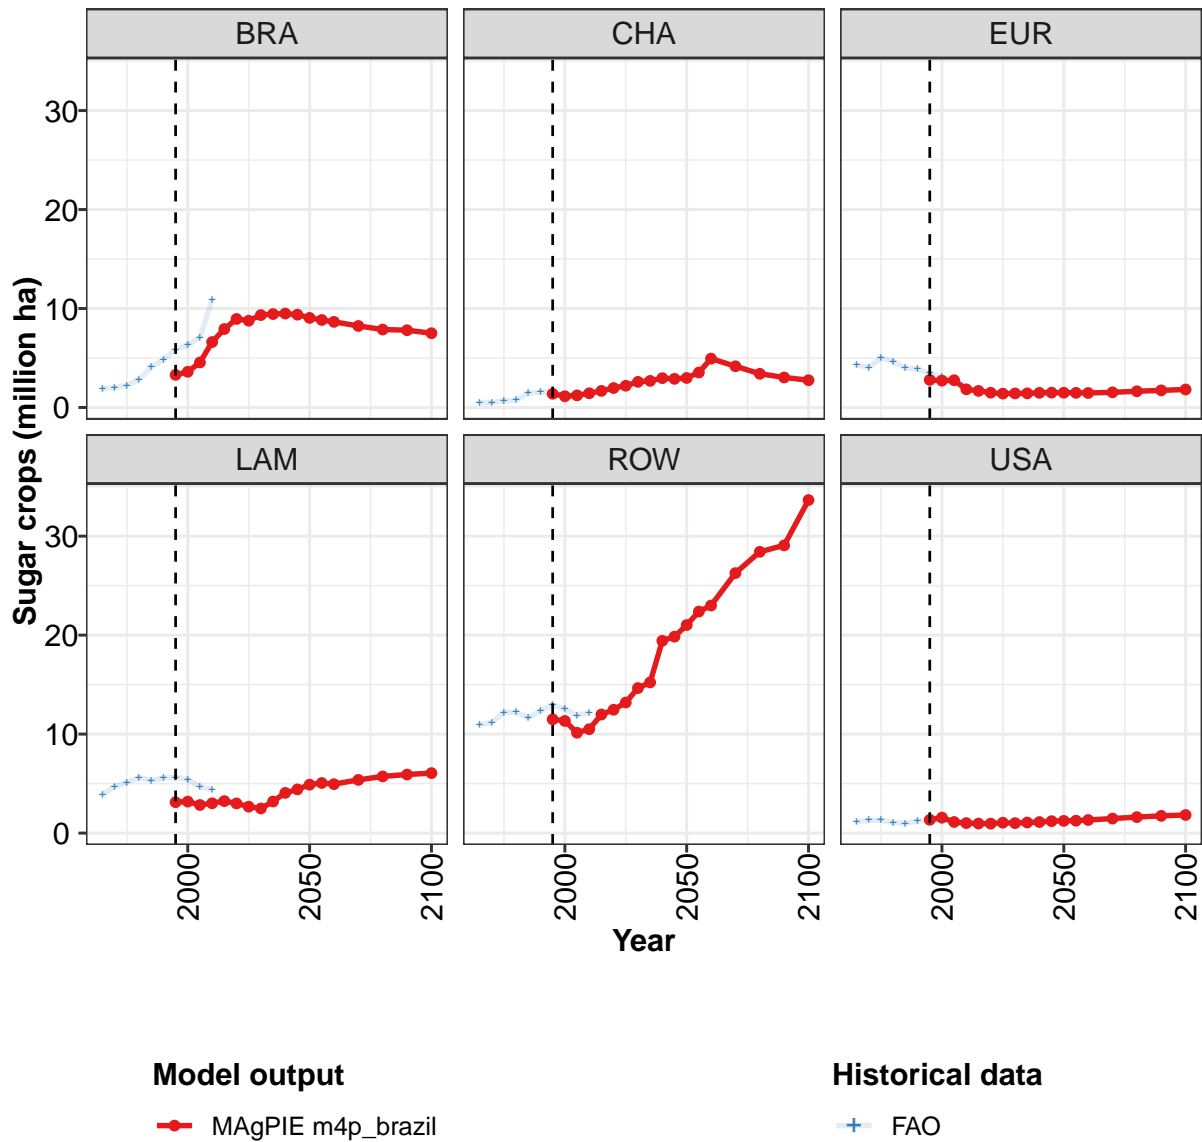 BRA CHA EUR
30
20
10
0
LAM ROW USA
30
20
10
0
Sugar crops (million ha)
2000 2050 2100 2000 2050 2100 2000 2050 2100
Year
Model output Historical data
MAgPIE m4p_brazil FAO